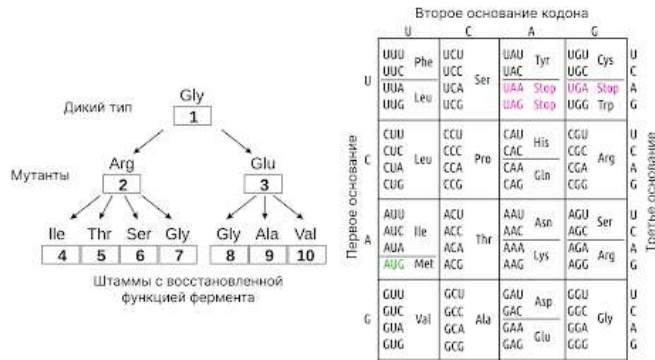 Дикий тип
Gly
1
Мутанты
Arg
2
Glu
3
Ile
4
Thr
5
Ser
6
Gly
7
Gly
8
Ala
9
Val
10
Штаммы с восстановленной
функцией фермента
Второе основание кодона
U C A G
Первое основание
Третье основание
U
UUU UUC Phe
UUA UUG Leu
UCU UCC UCA UCG Ser
UAU UAC Tyr
UAA Stop
UAG Stop
UGU UGC Cys
UGA Stop
UGG Trp
U C A G
C
CUU CUC CUA CUG Leu
CCU CCC CCA CCG Pro
CAU CAC His
CAA CAG Gln
CGU CGC CGA CGG Arg
U C A G
A
AUU AUC AUA Ile
AUG Met
ACU ACC ACA ACG Thr
AAU AAC Asn
AAA AAG Lys
AGU AGC Ser
AGA AGG Arg
U C A G
G
GUU GUC GUA GUG Val
GCU GCC GCA GCG Ala
GAU GAC Asp
GAA GAG Glu
GGU GGC GGA GGG Gly
U C A G